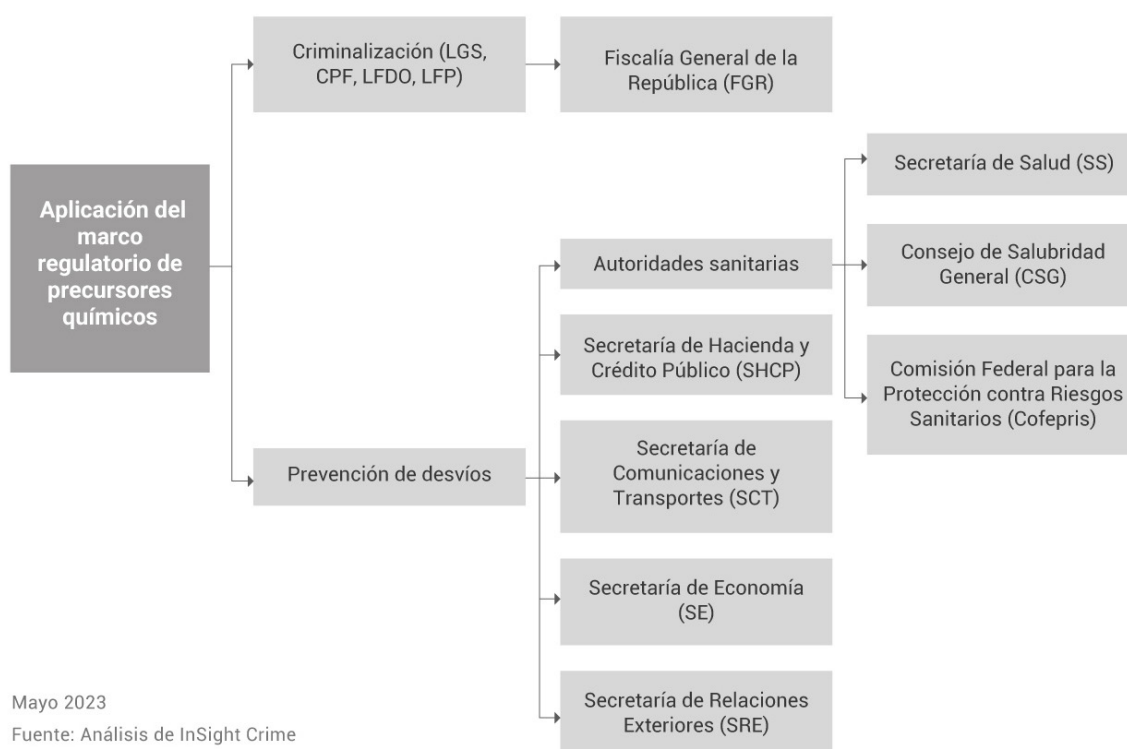 Criminalización (LGS,
CPF, LFDO, LFP)
Fiscalía General de la
República (FGR)
Aplicación del
marco
regulatorio de
precursores
químicos
Secretaría de Salud (SS)
Autoridades sanitarias
Consejo de Salubridad
General (CSG)
Secretaría de Hacienda y
Crédito Público (SHCP)
Comisión Federal para la
Protección contra Riesgos
Sanitarios (Cofepris)
Prevención de desvíos
Secretaría de
Comunicaciones y
Transportes (SCT)
Secretaría de Economía
(SE)
Secretaría de Relaciones
Exteriores (SRE)
Mayo 2023
Fuente: Análisis de InSight Crime